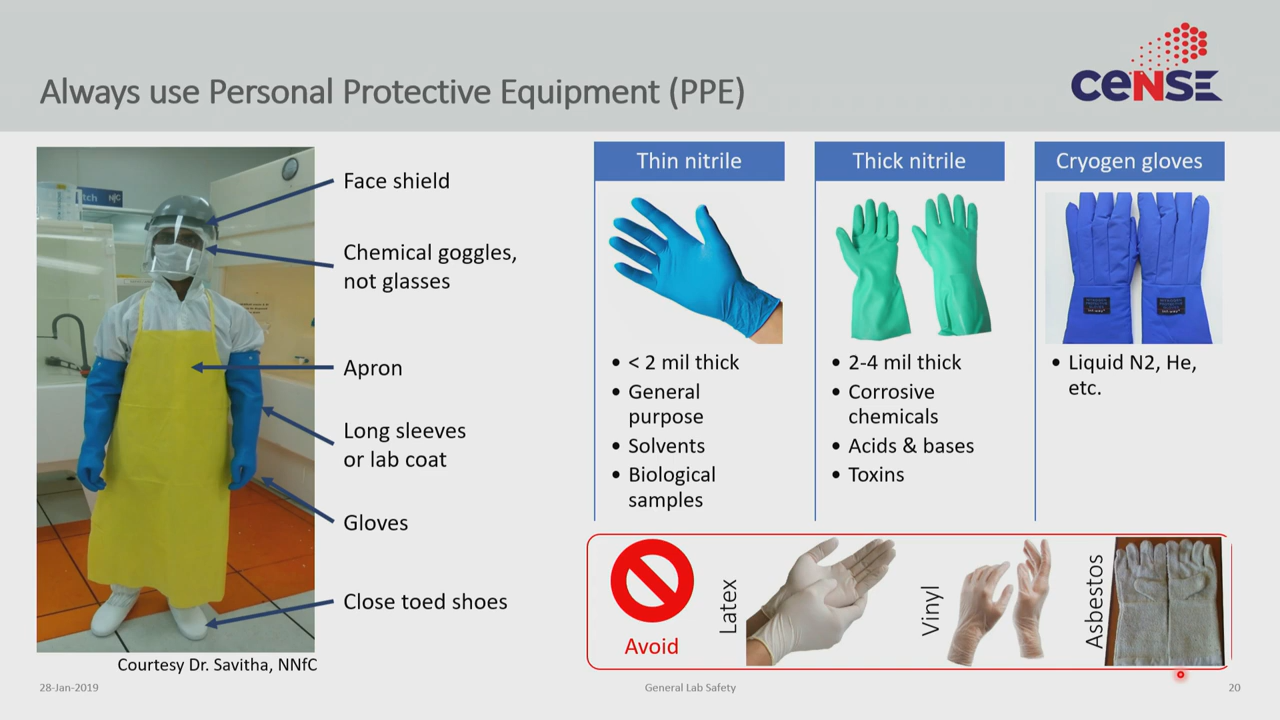 Always use Personal Protective Equipment (PPE)
CeNSE
Face shield
Chemical goggles,
not glasses
Apron
Long sleeves
or lab coat
Gloves
Close toed shoes
Courtesy Dr. Savitha, NNfC
Thin nitrile
• < 2 mil thick
• General
purpose
• Solvents
• Biological
samples
Thick nitrile
• 2-4 mil thick
• Corrosive
chemicals
• Acids & bases
• Toxins
Cryogen gloves
• Liquid N2, He,
etc.
Avoid
Latex
Vinyl
Asbestos
28-Jan-2019
General Lab Safety
20